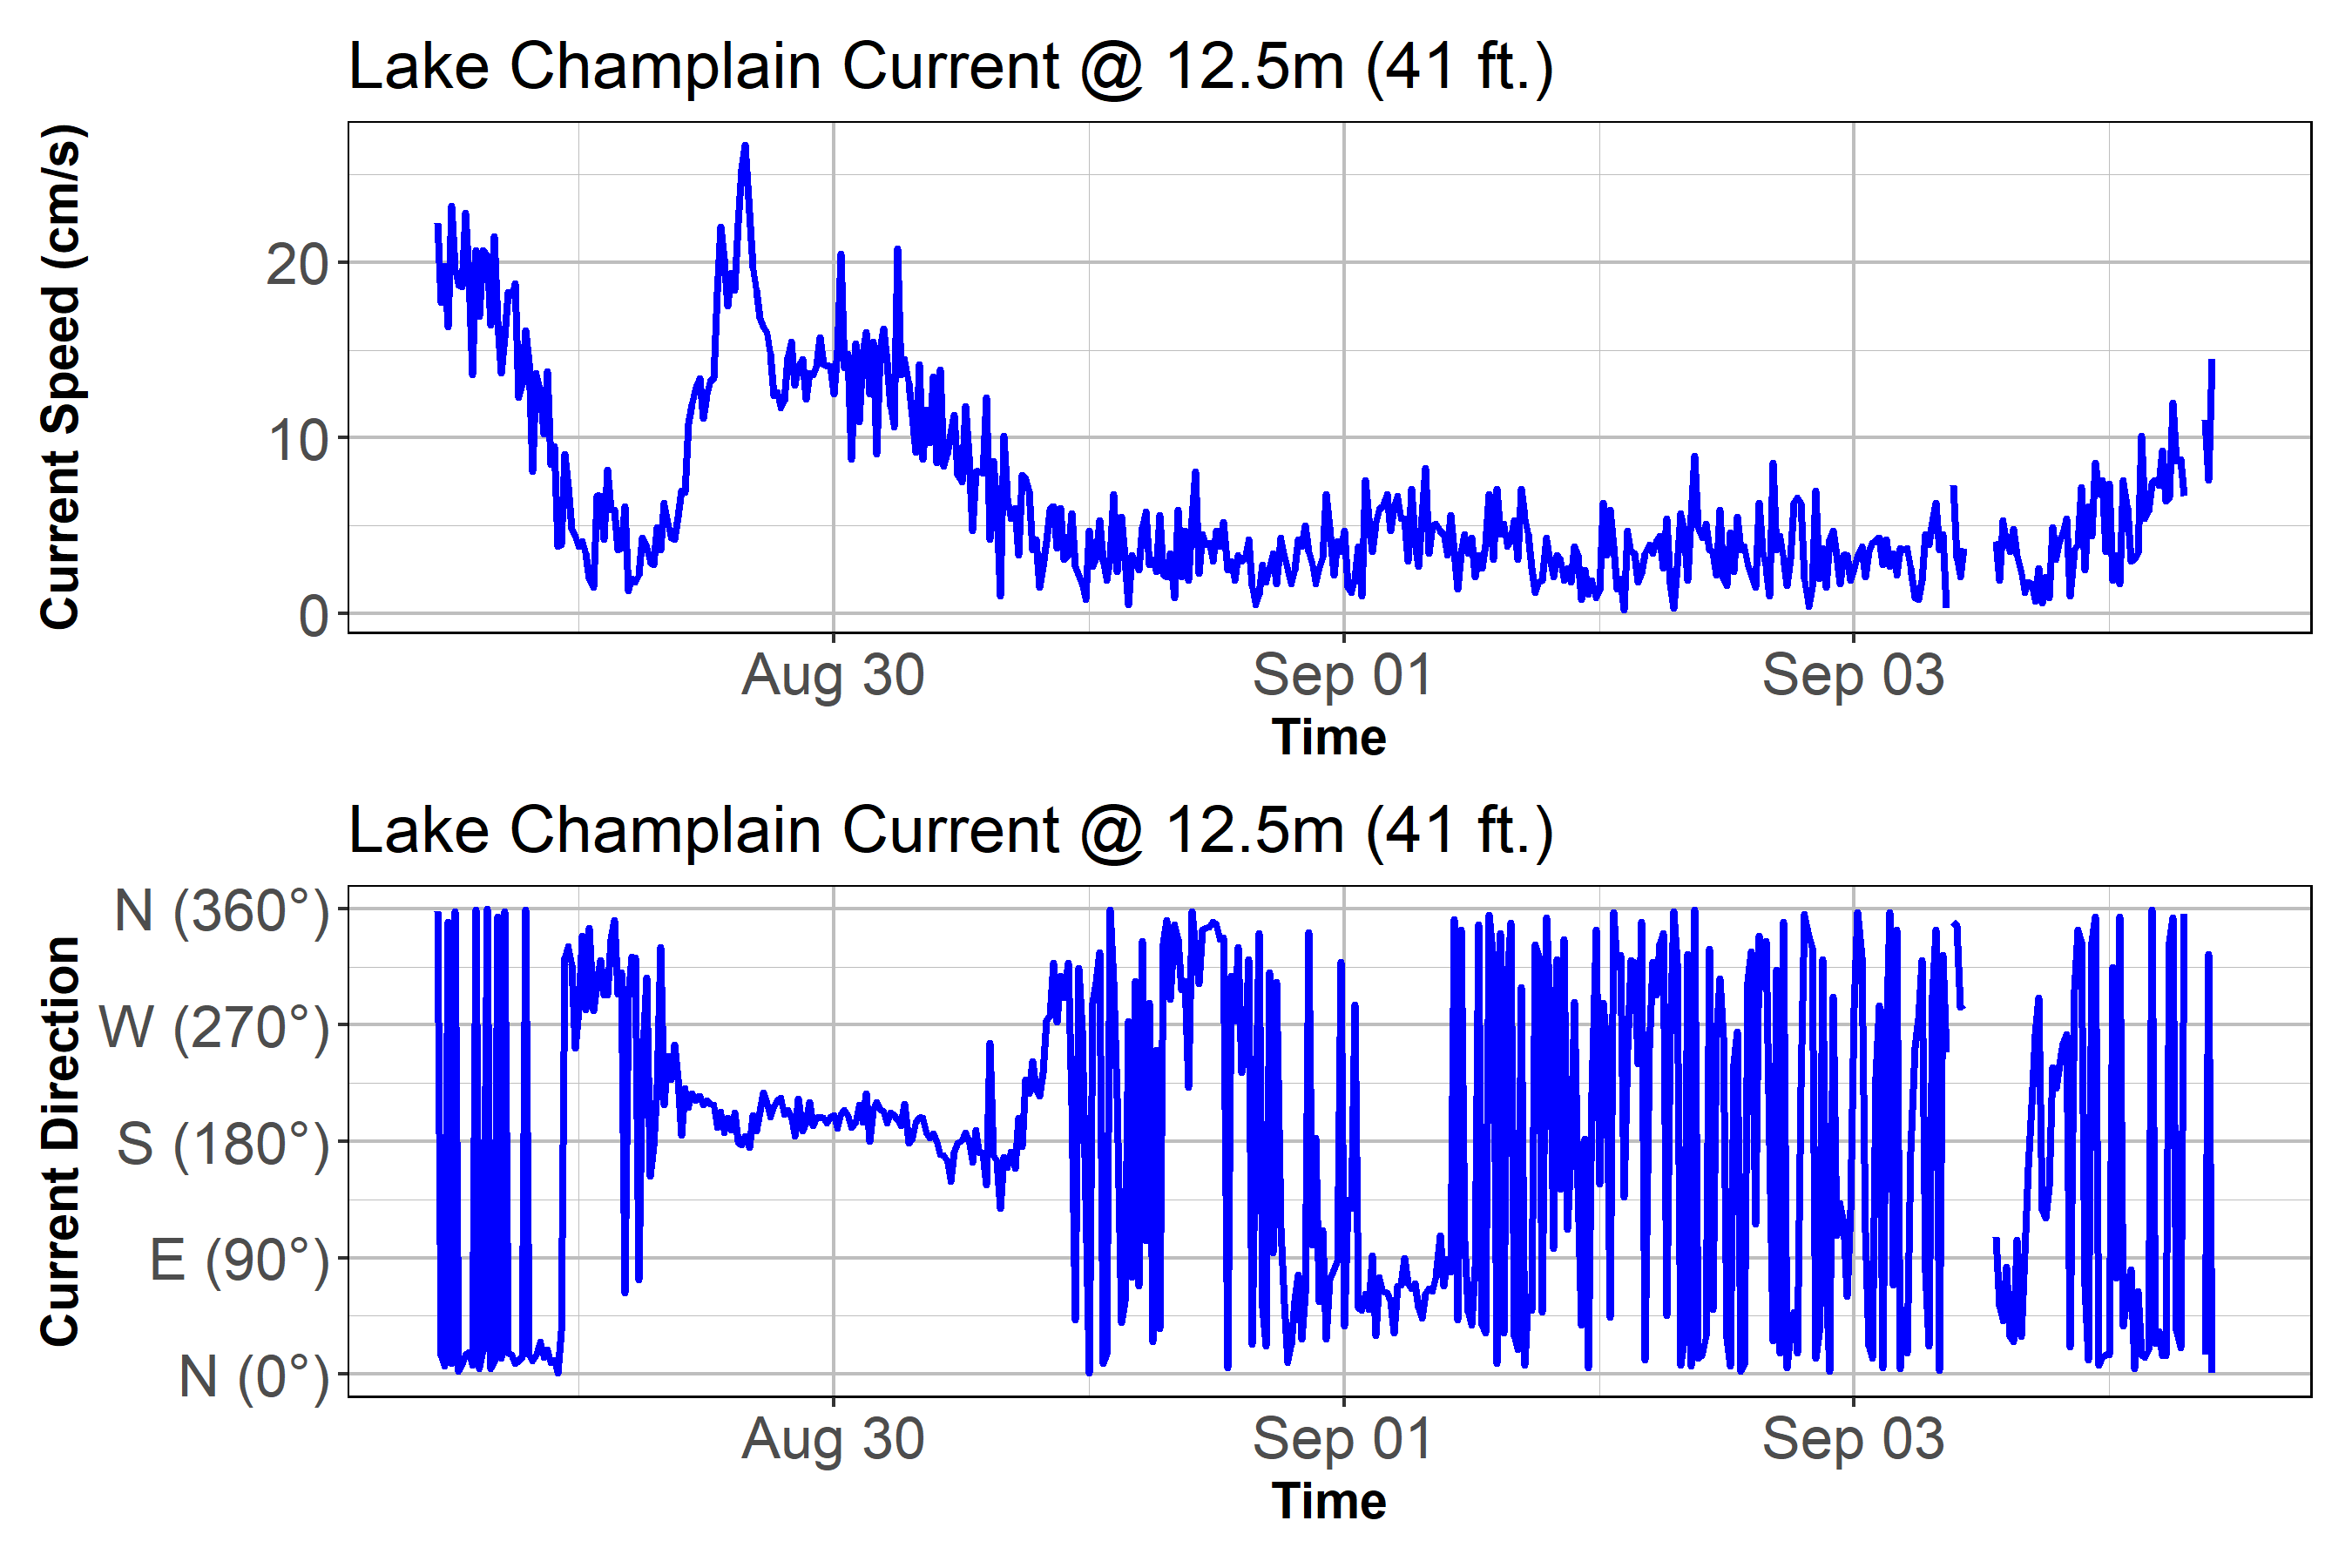 Lake Champlain Current @ 12.5m (41 ft.)
Current Speed (cm/s)
20
10
0
Aug 30
Sep 01
Sep 03
Time
Lake Champlain Current @ 12.5m (41 ft.)
Current Direction
N (360°)
W (270°)
S (180°)
E (90°)
N (0°)
Aug 30
Sep 01
Sep 03
Time